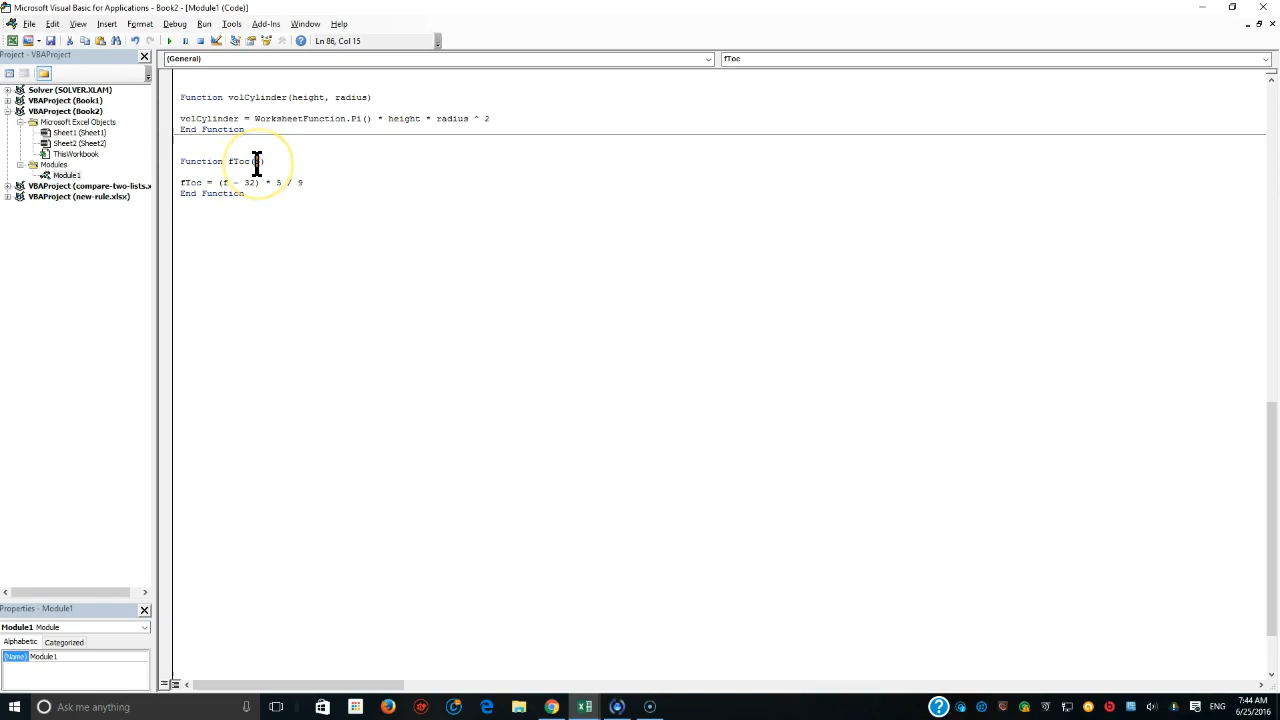 Microsoft Visual Basic for Applications - Book2 - [Module1 (Code)]
File Edit View Insert Format Debug Run Tools Add-Ins Window Help
Ln 86, Col 15
Project - VBAProject
(General)
fToc
Solver (SOLVER.XLAM)
VBAProject (Book1)
VBAProject (Book2)
Microsoft Excel Objects
Sheet1 (Sheet1)
Sheet2 (Sheet2)
ThisWorkbook
Modules
Module1
VBAProject (compare-two-lists.x
VBAProject (new-rule.xlsx)
Function volCylinder(height, radius)
volCylinder = WorksheetFunction.Pi() * height * radius ^ 2
End Function
Function fToc( )
fToc = (f - 32) * 5 / 9
End Function
Properties - Module1
Module1 Module
Alphabetic Categorized
(Name) Module1
Ask me anything
ENG
7:44 AM
6/25/2016